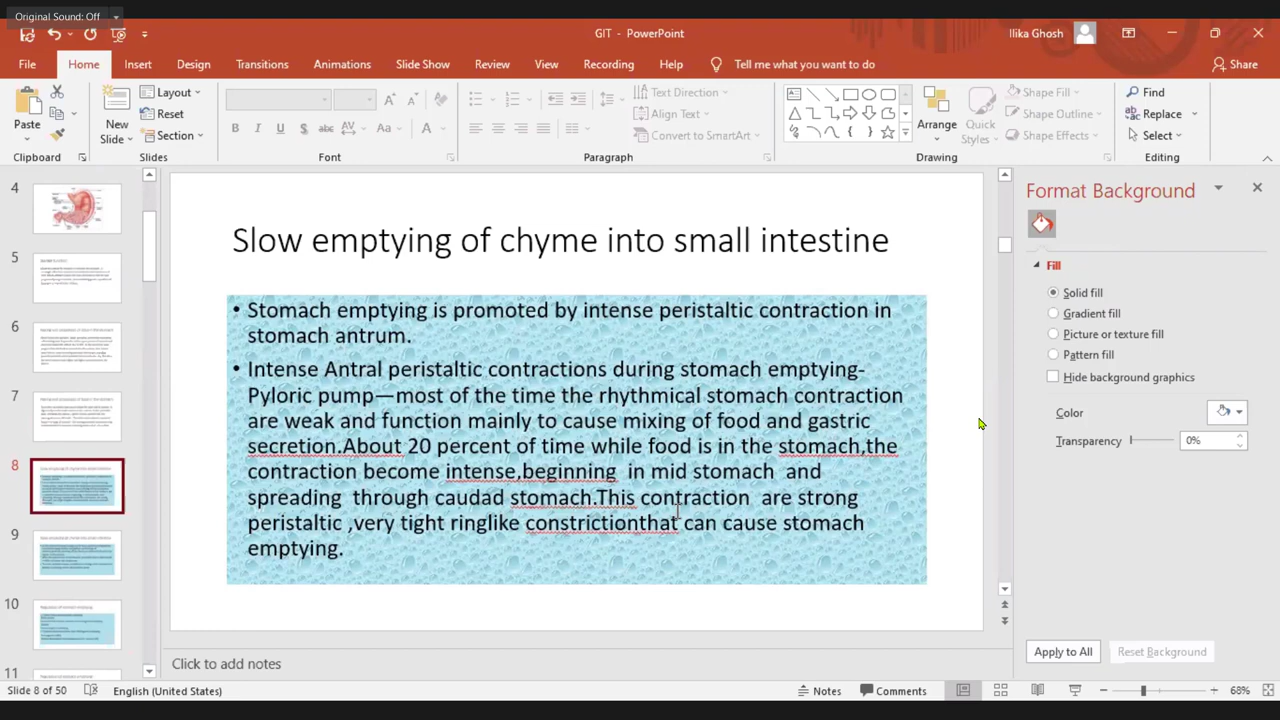 Original Sound: Off
GIT - PowerPoint
Ilika Ghosh
File Home Insert Design Transitions Animations Slide Show Review View Recording Help Tell me what you want to do Share
Paste
Clipboard
New Slide
Layout
Reset
Section
Slides
B I U S abc AV Aa A
Font
Text Direction
Align Text
Convert to SmartArt
Paragraph
Arrange
Quick Styles
Shape Fill
Shape Outline
Shape Effects
Drawing
Find
Replace
Select
Editing
4
5
6
7
8
9
10
11
Slow emptying of chyme into small intestine
• Stomach emptying is promoted by intense peristaltic contraction in
stomach antrum.
• Intense Antral peristaltic contractions during stomach emptying-
Pyloric pump—most of the time the rhythmical stomach contraction
are weak and function mainly to cause mixing of food and gastric
secretion.About 20 percent of time while food is in the stomach,the
contraction become intense,beginning in mid stomach and
spreading through caudad stomach.This contraction are strong
peristaltic ,very tight ringlike constrictionthat can cause stomach
emptying.
Format Background
Fill
Solid fill
Gradient fill
Picture or texture fill
Pattern fill
Hide background graphics
Color
Transparency 0%
Apply to All Reset Background
Click to add notes
Slide 8 of 50 English (United States) Notes Comments 68%